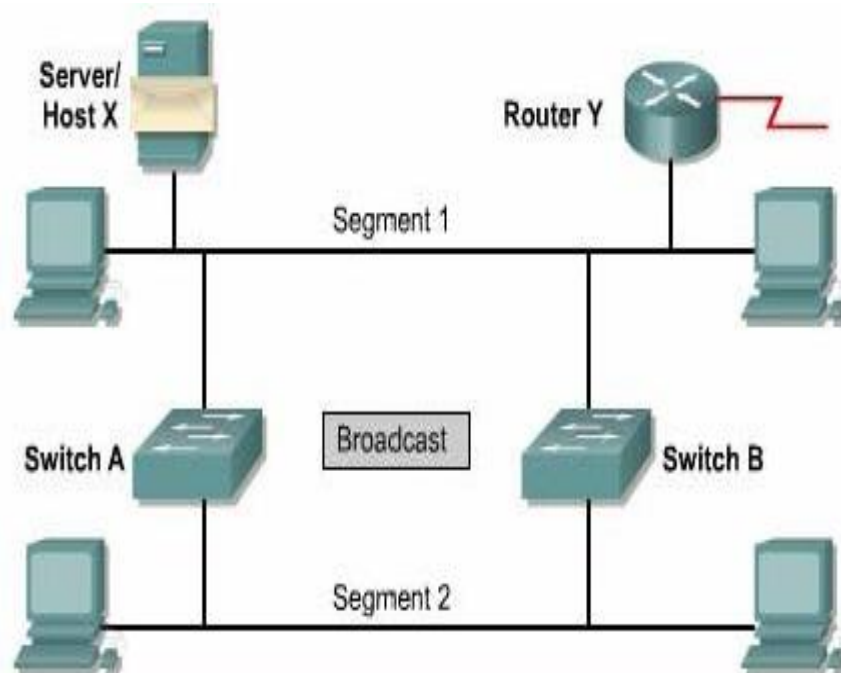 Server/
Host X
Router Y
Segment 1
Switch A
Broadcast
Switch B
Segment 2